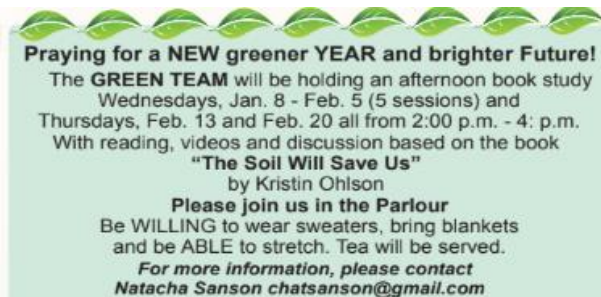 Praying for a NEW greener YEAR and brighter Future!
The GREEN TEAM will be holding an afternoon book study
Wednesdays, Jan. 8 - Feb. 5 (5 sessions) and
Thursdays, Feb. 13 and Feb. 20 all from 2:00 p.m. - 4: p.m.
With reading, videos and discussion based on the book
“The Soil Will Save Us”
by Kristin Ohlson
Please join us in the Parlour
Be WILLING to wear sweaters, bring blankets
and be ABLE to stretch. Tea will be served.
For more information, please contact
Natacha Sanson chatsanson@gmail.com